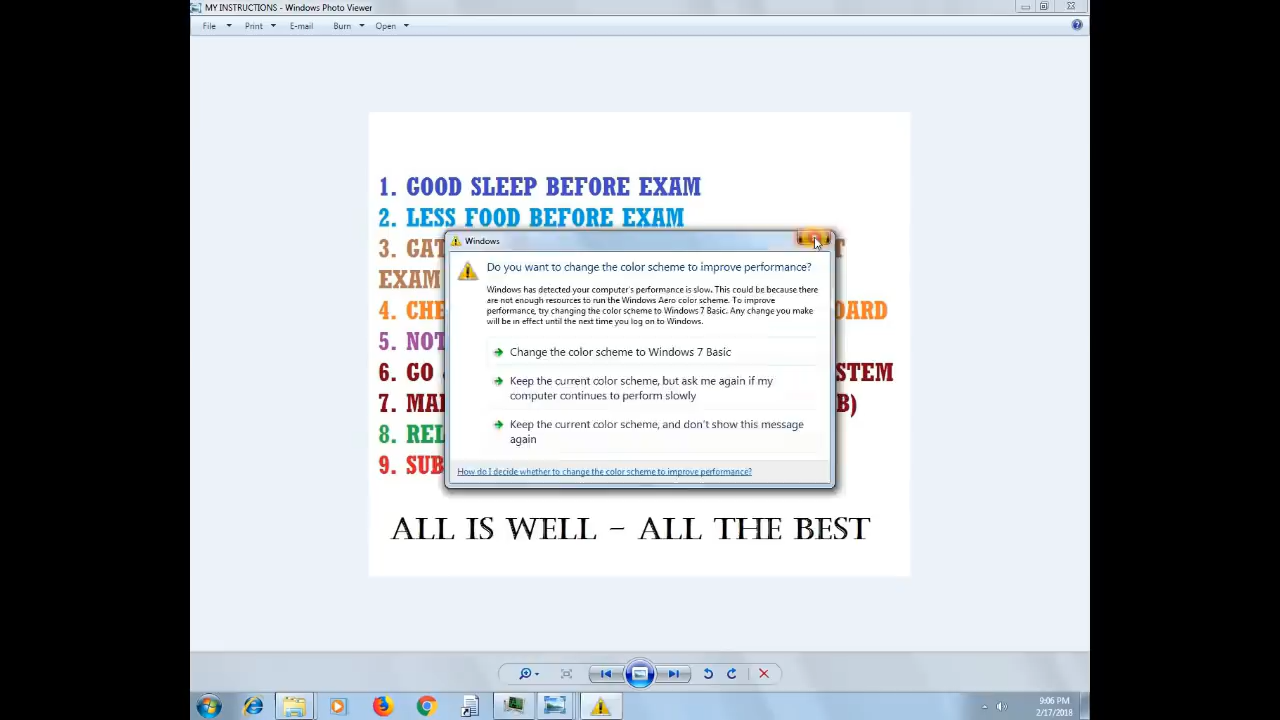 MY INSTRUCTIONS - Windows Photo Viewer
File Print E-mail Burn Open
1. GOOD SLEEP BEFORE EXAM
2. LESS FOOD BEFORE EXAM
3.
EXAM
4.
5.
6. GO
7.
8.
9.
Windows
Do you want to change the color scheme to improve performance?
Windows has detected your computer's performance is slow. This could be because there
are not enough resources to run the Windows Aero color scheme. To improve
performance, try changing the color scheme to Windows 7 Basic. Any change you make
will be in effect until the next time you log on to Windows.
Change the color scheme to Windows 7 Basic
Keep the current color scheme, but ask me again if my
computer continues to perform slowly
Keep the current color scheme, and don't show this message
again
How do I decide whether to change the color scheme to improve performance?
ALL IS WELL – ALL THE BEST
9:06 PM
2/17/2018